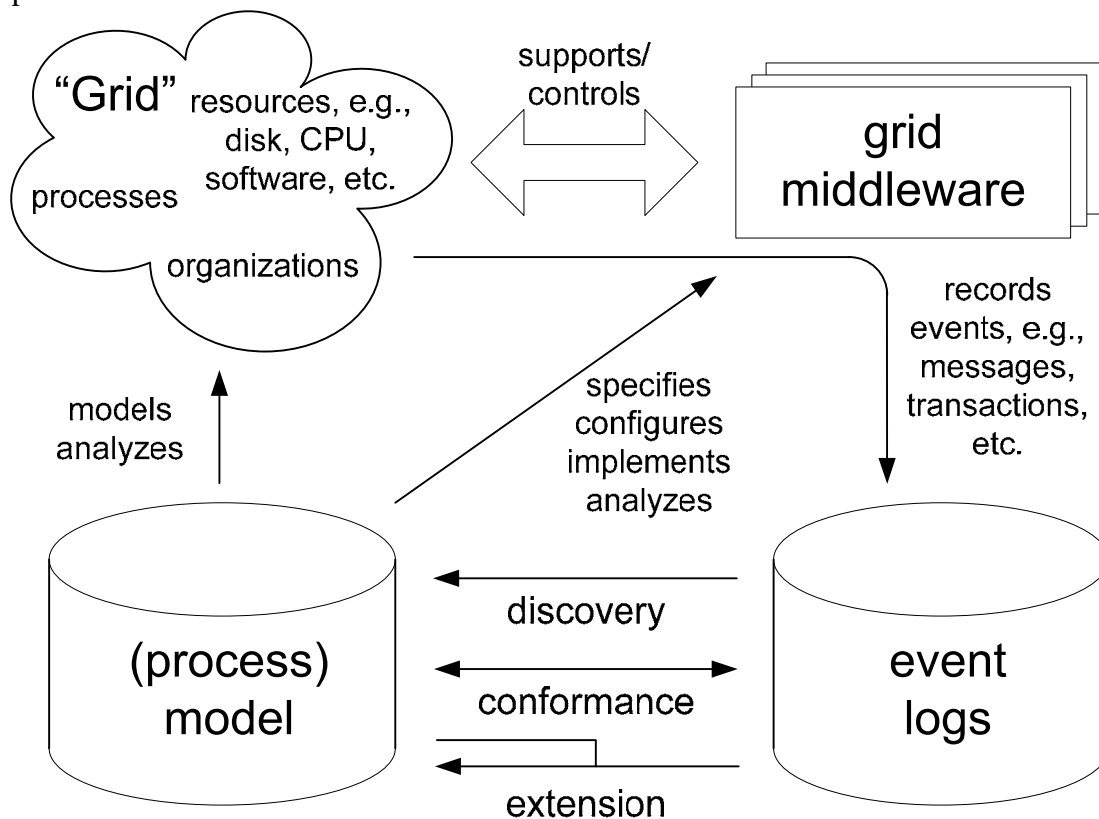 “Grid”
resources, e.g.,
disk, CPU,
software, etc.
processes
organizations
supports/
controls
grid
middleware
records
events, e.g.,
messages,
transactions,
etc.
models
analyzes
specifies
configures
implements
analyzes
(process)
model
discovery
conformance
extension
event
logs